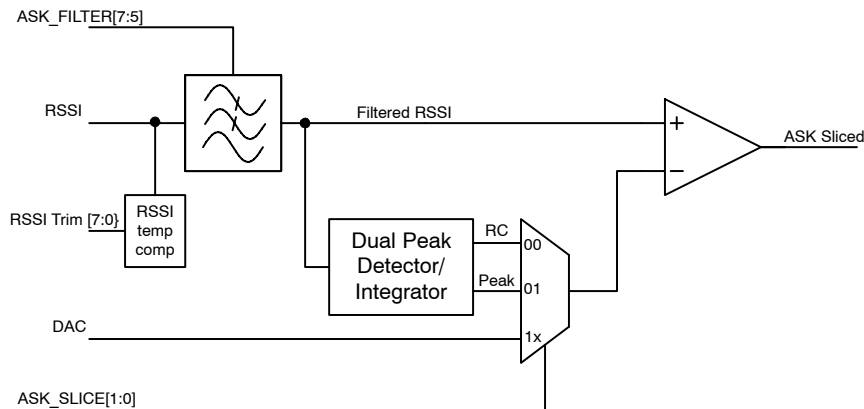 ASK_FILTER[7:5]
RSSI
Filtered RSSI
+
ASK Sliced
−
RSSI Trim [7:0}
RSSI
temp
comp
Dual Peak
Detector/
Integrator
RC
00
Peak
01
DAC
1x
ASK_SLICE[1:0]